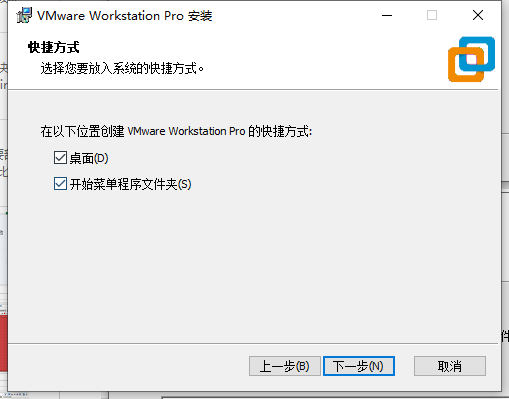 VMware Workstation Pro 安装
快捷方式
选择您要放入系统的快捷方式。
在以下位置创建 VMware Workstation Pro 的快捷方式:
桌面(D)
开始菜单程序文件夹(S)
上一步(B) 下一步(N) 取消